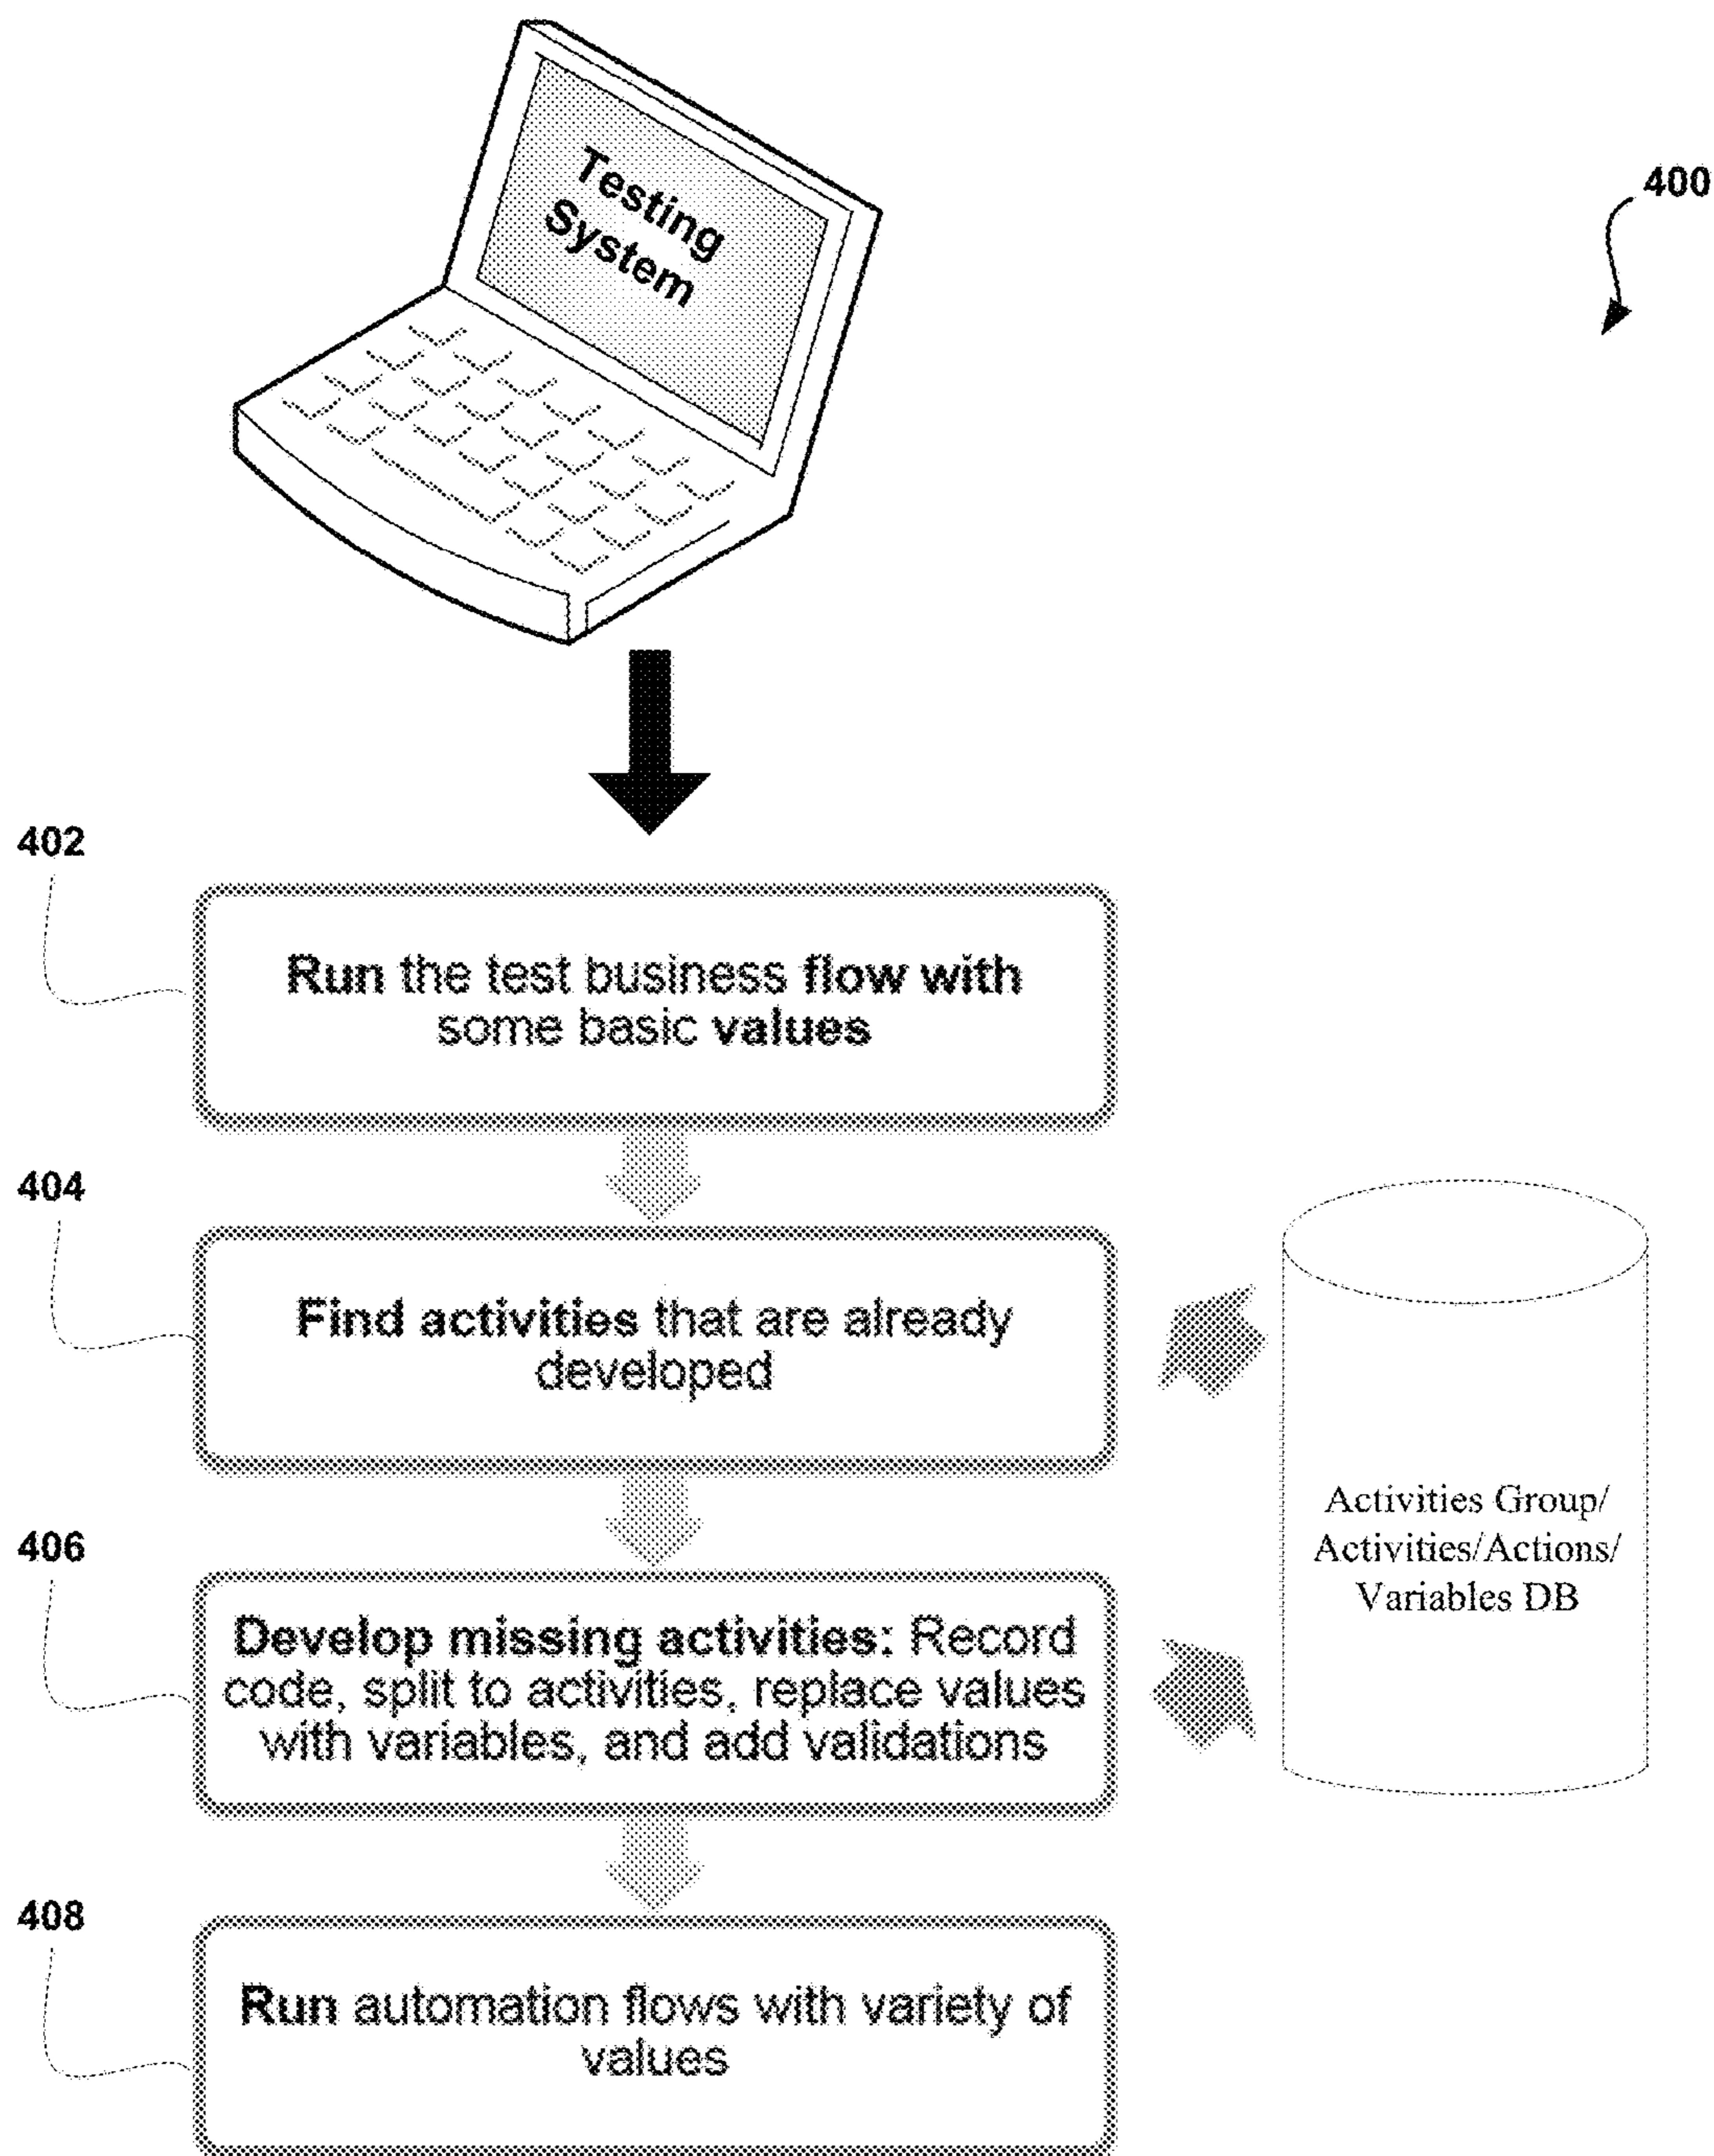 Testing
System
400
402
Run the test business flow with
some basic values
404
Find activities that are already
developed
406
Develop missing activities: Record
code, split to activities, replace values
with variables, and add validations
Activities Group/
Activities/Actions/
Variables DB
408
Run automation flows with variety of
values